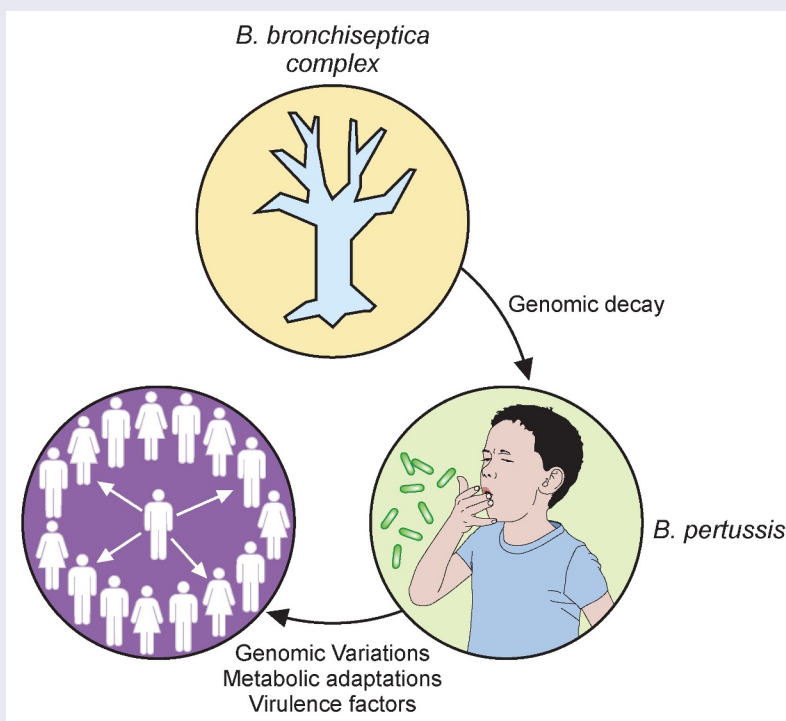 B. bronchiseptica
complex
Genomic decay
B. pertussis
Genomic Variations
Metabolic adaptations
Virulence factors